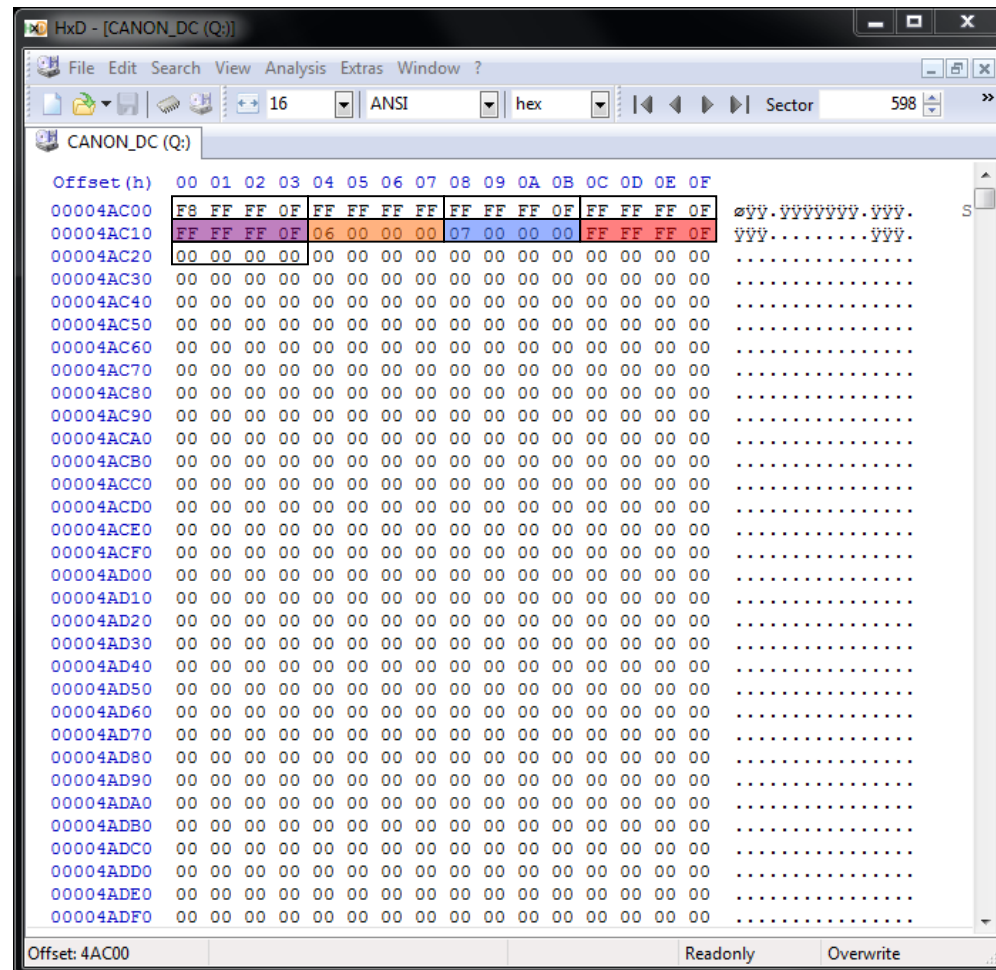 HxD - [CANON_DC (Q:)]
File Edit Search View Analysis Extras Window ?
16 ANSI hex Sector 598 »
CANON_DC (Q:)
Offset(h) 00 01 02 03 04 05 06 07 08 09 0A 0B 0C 0D 0E 0F
00004AC00 F8 FF FF 0F FF FF FF FF FF FF FF 0F FF FF FF 0F øÿÿ.ÿÿÿÿÿÿÿ.ÿÿÿ. S
00004AC10 FF FF FF 0F 06 00 00 00 07 00 00 00 FF FF FF 0F ÿÿÿ.........ÿÿÿ.
00004AC20 00 00 00 00 00 00 00 00 00 00 00 00 00 00 00 00 ................
00004AC30 00 00 00 00 00 00 00 00 00 00 00 00 00 00 00 00 ................
00004AC40 00 00 00 00 00 00 00 00 00 00 00 00 00 00 00 00 ................
00004AC50 00 00 00 00 00 00 00 00 00 00 00 00 00 00 00 00 ................
00004AC60 00 00 00 00 00 00 00 00 00 00 00 00 00 00 00 00 ................
00004AC70 00 00 00 00 00 00 00 00 00 00 00 00 00 00 00 00 ................
00004AC80 00 00 00 00 00 00 00 00 00 00 00 00 00 00 00 00 ................
00004AC90 00 00 00 00 00 00 00 00 00 00 00 00 00 00 00 00 ................
00004ACA0 00 00 00 00 00 00 00 00 00 00 00 00 00 00 00 00 ................
00004ACB0 00 00 00 00 00 00 00 00 00 00 00 00 00 00 00 00 ................
00004ACC0 00 00 00 00 00 00 00 00 00 00 00 00 00 00 00 00 ................
00004ACD0 00 00 00 00 00 00 00 00 00 00 00 00 00 00 00 00 ................
00004ACE0 00 00 00 00 00 00 00 00 00 00 00 00 00 00 00 00 ................
00004ACF0 00 00 00 00 00 00 00 00 00 00 00 00 00 00 00 00 ................
00004AD00 00 00 00 00 00 00 00 00 00 00 00 00 00 00 00 00 ................
00004AD10 00 00 00 00 00 00 00 00 00 00 00 00 00 00 00 00 ................
00004AD20 00 00 00 00 00 00 00 00 00 00 00 00 00 00 00 00 ................
00004AD30 00 00 00 00 00 00 00 00 00 00 00 00 00 00 00 00 ................
00004AD40 00 00 00 00 00 00 00 00 00 00 00 00 00 00 00 00 ................
00004AD50 00 00 00 00 00 00 00 00 00 00 00 00 00 00 00 00 ................
00004AD60 00 00 00 00 00 00 00 00 00 00 00 00 00 00 00 00 ................
00004AD70 00 00 00 00 00 00 00 00 00 00 00 00 00 00 00 00 ................
00004AD80 00 00 00 00 00 00 00 00 00 00 00 00 00 00 00 00 ................
00004AD90 00 00 00 00 00 00 00 00 00 00 00 00 00 00 00 00 ................
00004ADA0 00 00 00 00 00 00 00 00 00 00 00 00 00 00 00 00 ................
00004ADB0 00 00 00 00 00 00 00 00 00 00 00 00 00 00 00 00 ................
00004ADC0 00 00 00 00 00 00 00 00 00 00 00 00 00 00 00 00 ................
00004ADD0 00 00 00 00 00 00 00 00 00 00 00 00 00 00 00 00 ................
00004ADE0 00 00 00 00 00 00 00 00 00 00 00 00 00 00 00 00 ................
00004ADF0 00 00 00 00 00 00 00 00 00 00 00 00 00 00 00 00 ................
Offset: 4AC00 Readonly Overwrite